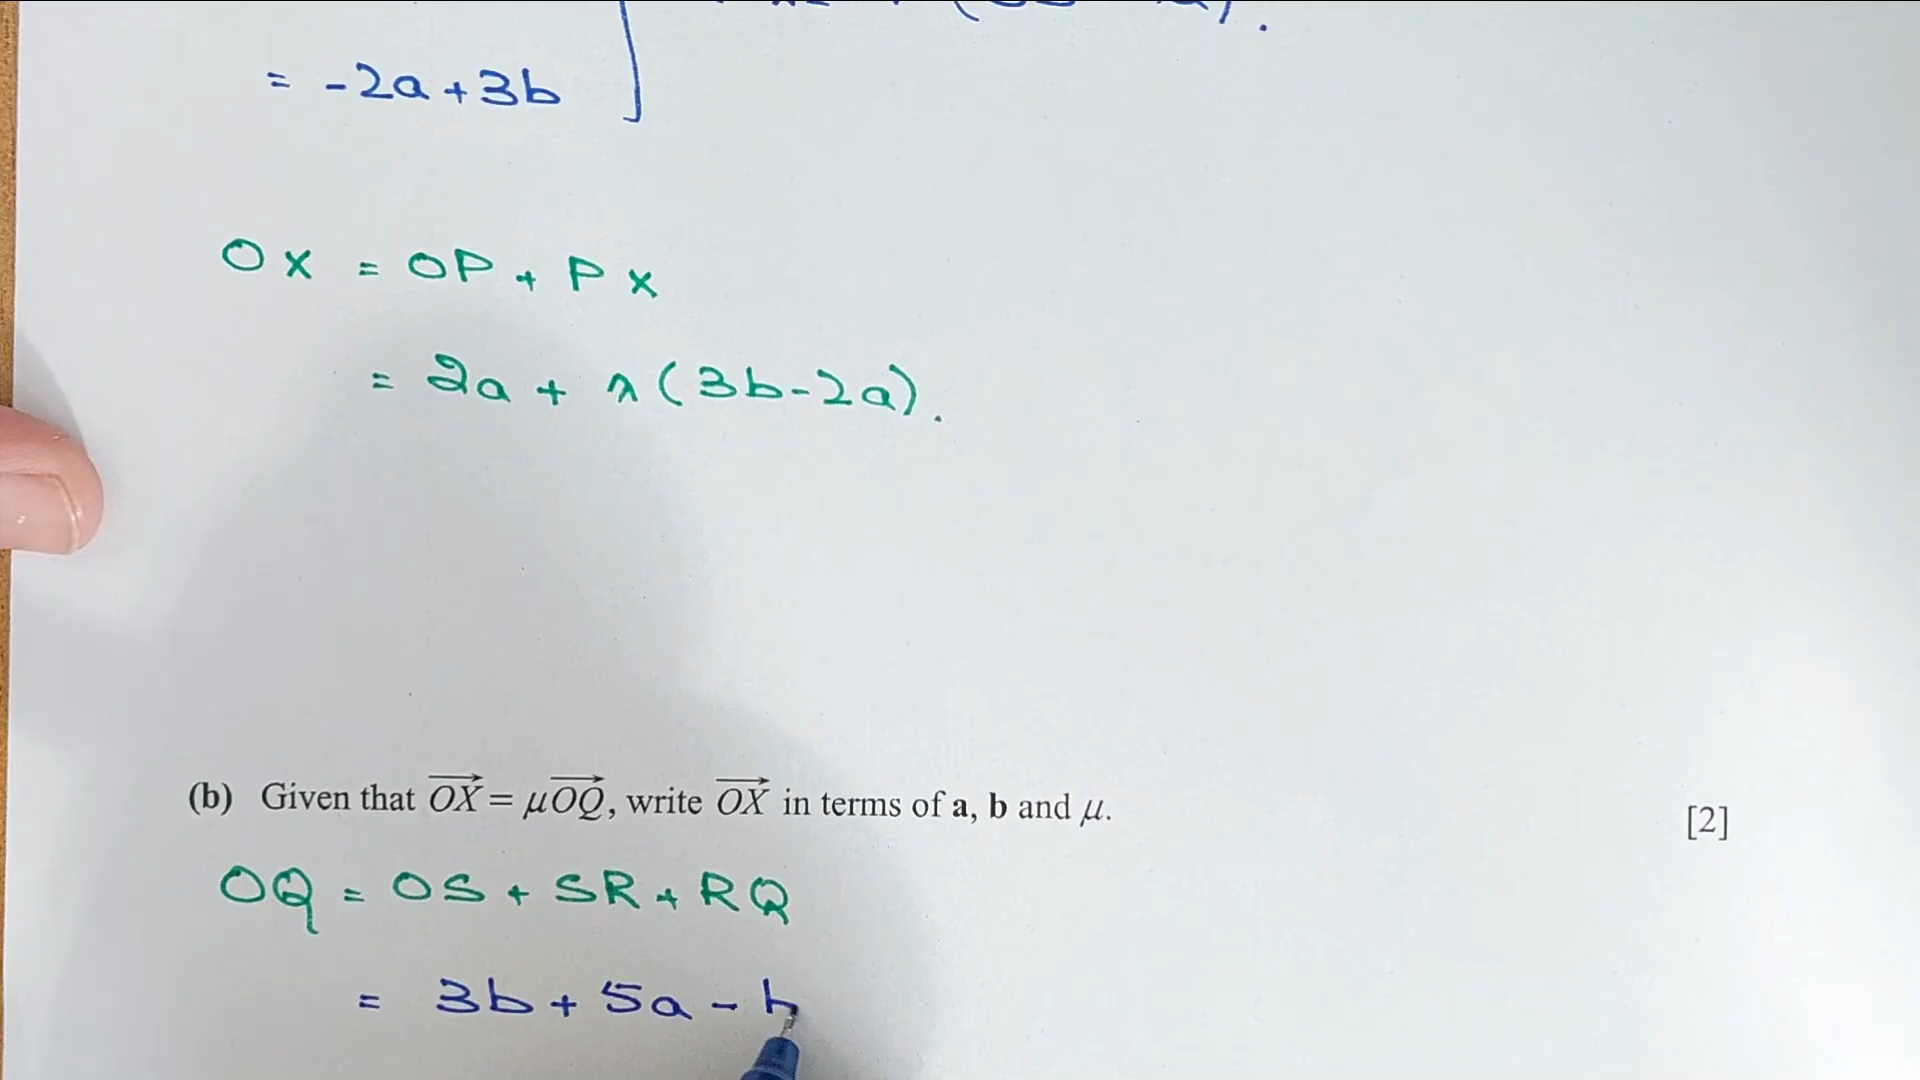 = -2a + 3b
OX = OP + PX
= 2a + λ(3b - 2a).
(b) Given that OX = μOQ, write OX in terms of a, b and μ. [2]
OQ = OS + SR + RQ
= 3b + 5a -